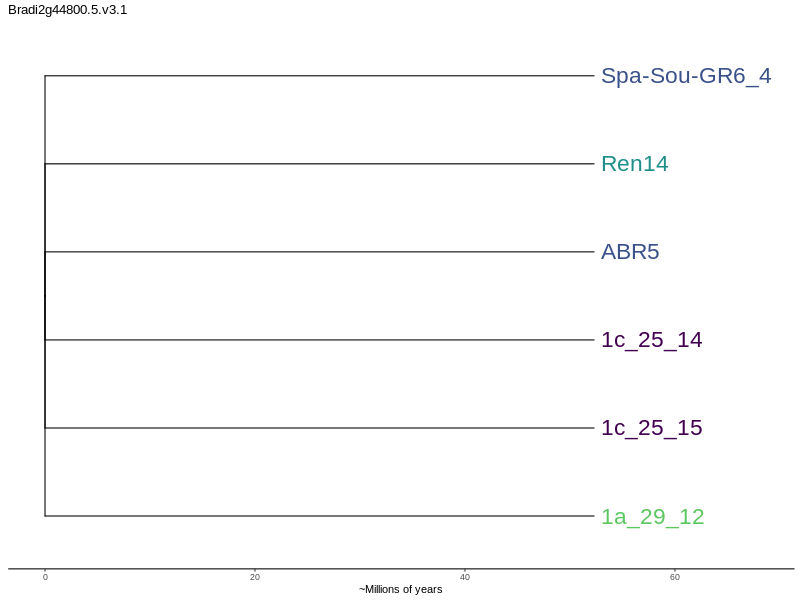 Bradi2g44800.5.v3.1
Spa-Sou-GR6_4
Ren14
ABR5
1c_25_14
1c_25_15
1a_29_12
0 20 40 60
~Millions of years